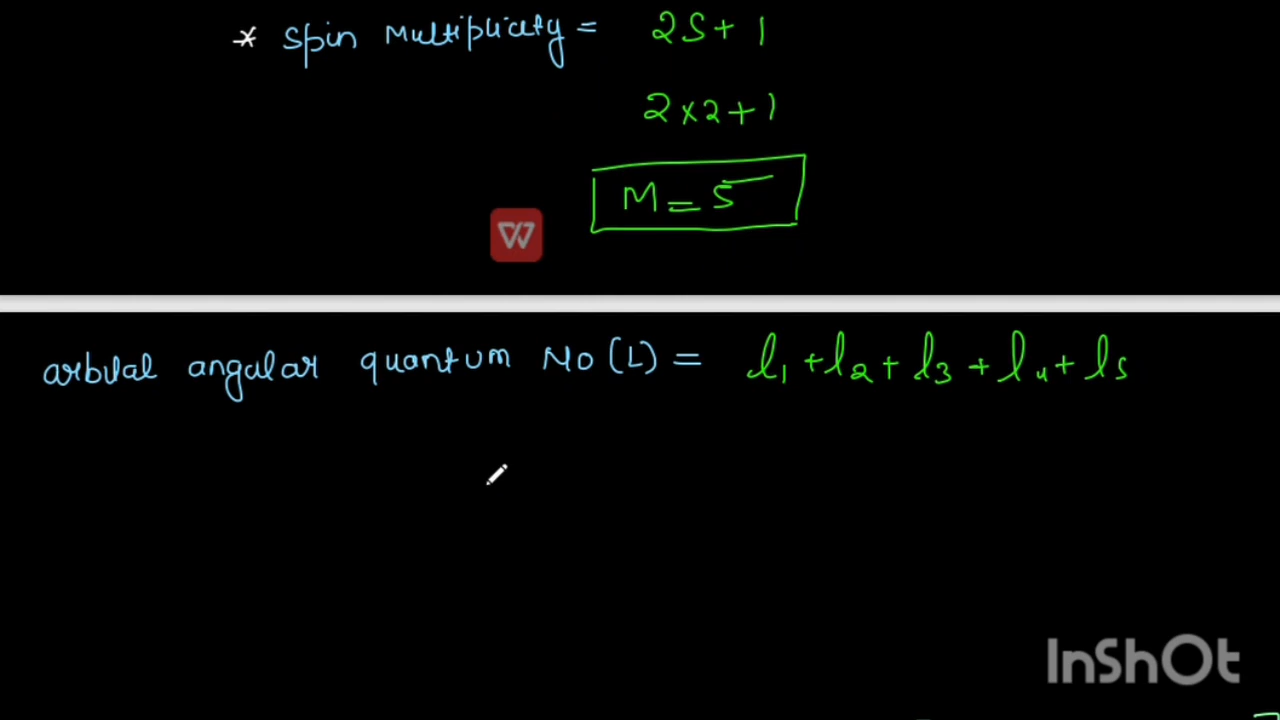 * Spin Multiplicity = 2S + 1
2 × 2 + 1
M = 5
W
orbital angular quantum No (L) = l₁ + l₂ + l₃ + l₄ + l₅
InShOt